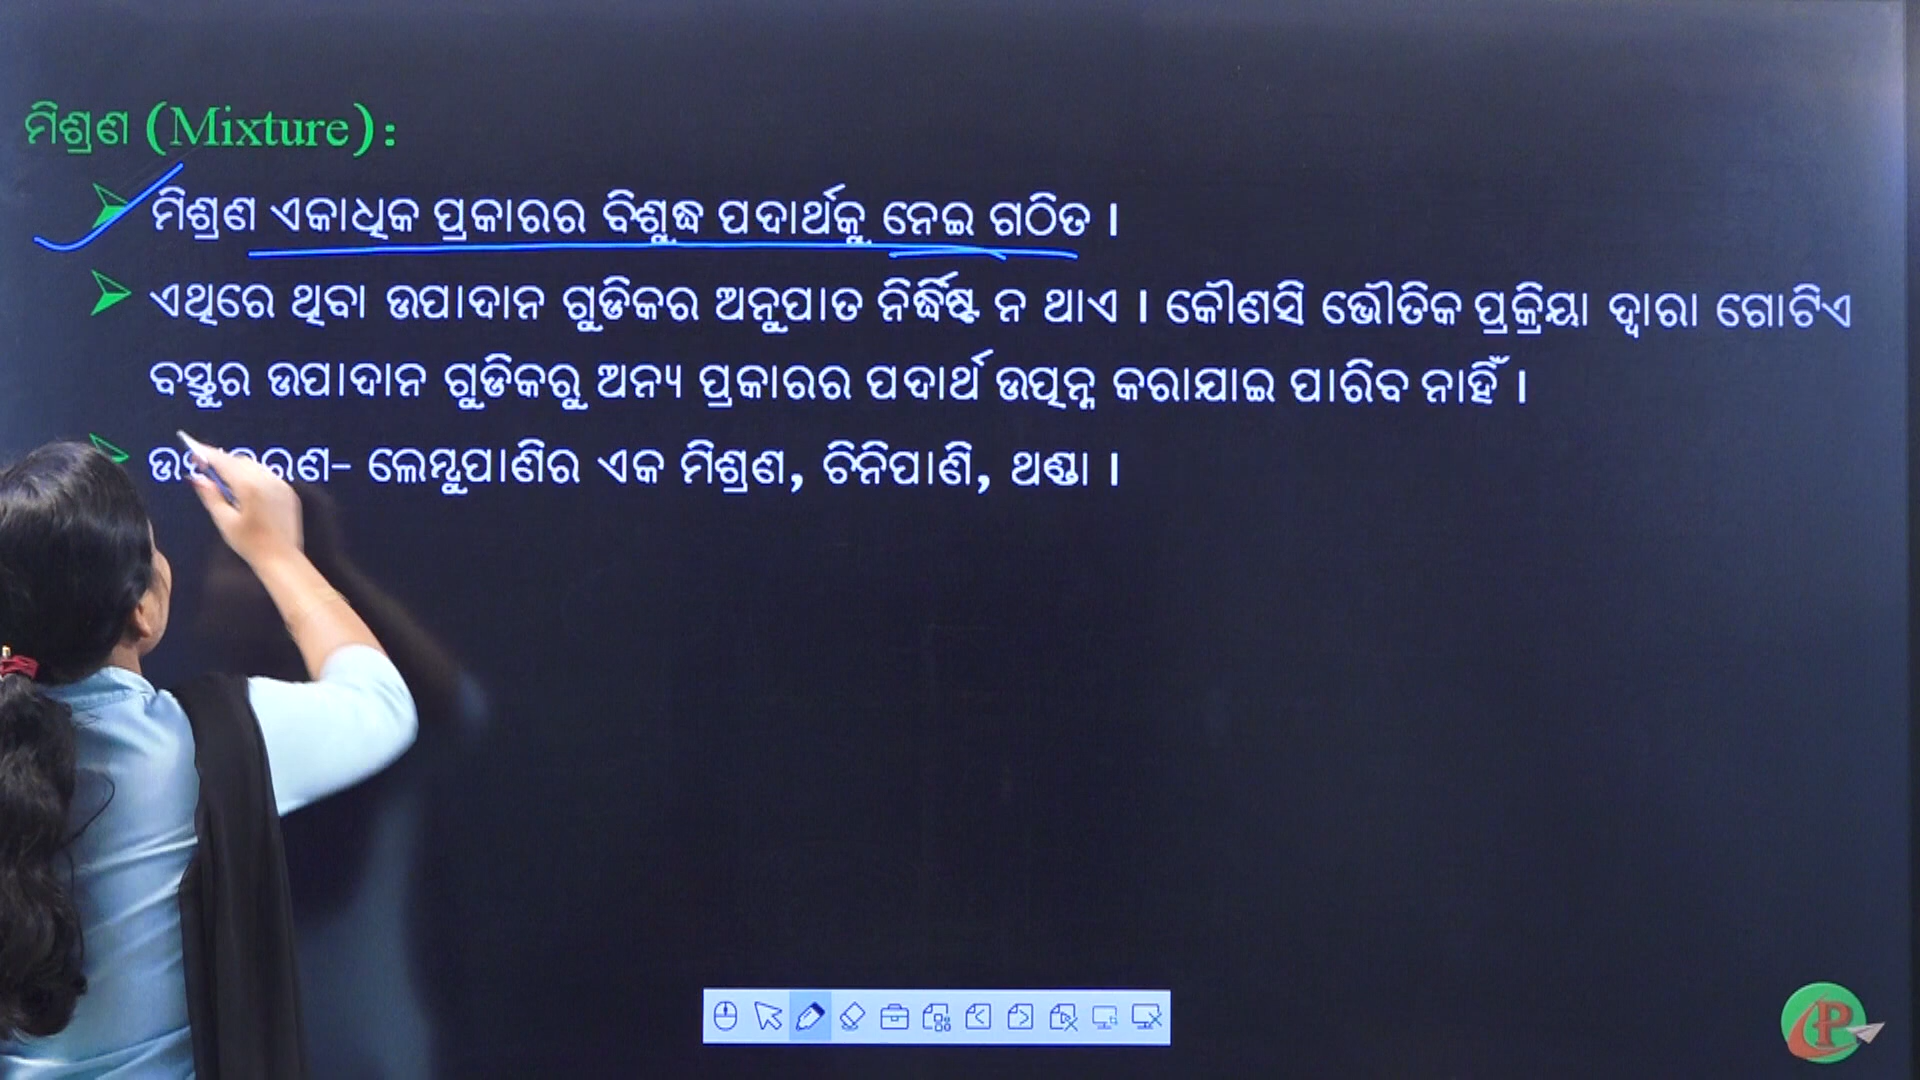 ମିଶ୍ରଣ (Mixture):
ମିଶ୍ରଣ ଏକାଧିକ ପ୍ରକାରର ବିଶୁଦ୍ଧ ପଦାର୍ଥକୁ ନେଇ ଗଠିତ ।
ଏଥିରେ ଥିବା ଉପାଦାନ ଗୁଡିକର ଅନୁପାତ ନିର୍ଦ୍ଧିଷ୍ଟ ନ ଥାଏ । କୌଣସି ଭୌତିକ ପ୍ରକ୍ରିୟା ଦ୍ୱାରା ଗୋଟିଏ
ବସ୍ତୁର ଉପାଦାନ ଗୁଡିକରୁ ଅନ୍ୟ ପ୍ରକାରର ପଦାର୍ଥ ଉତ୍ପନ୍ନ କରାଯାଇ ପାରିବ ନାହିଁ ।
ଲେମ୍ବୁପାଣିର ଏକ ମିଶ୍ରଣ, ଚିନିପାଣି, ଥଣ୍ଡା ।